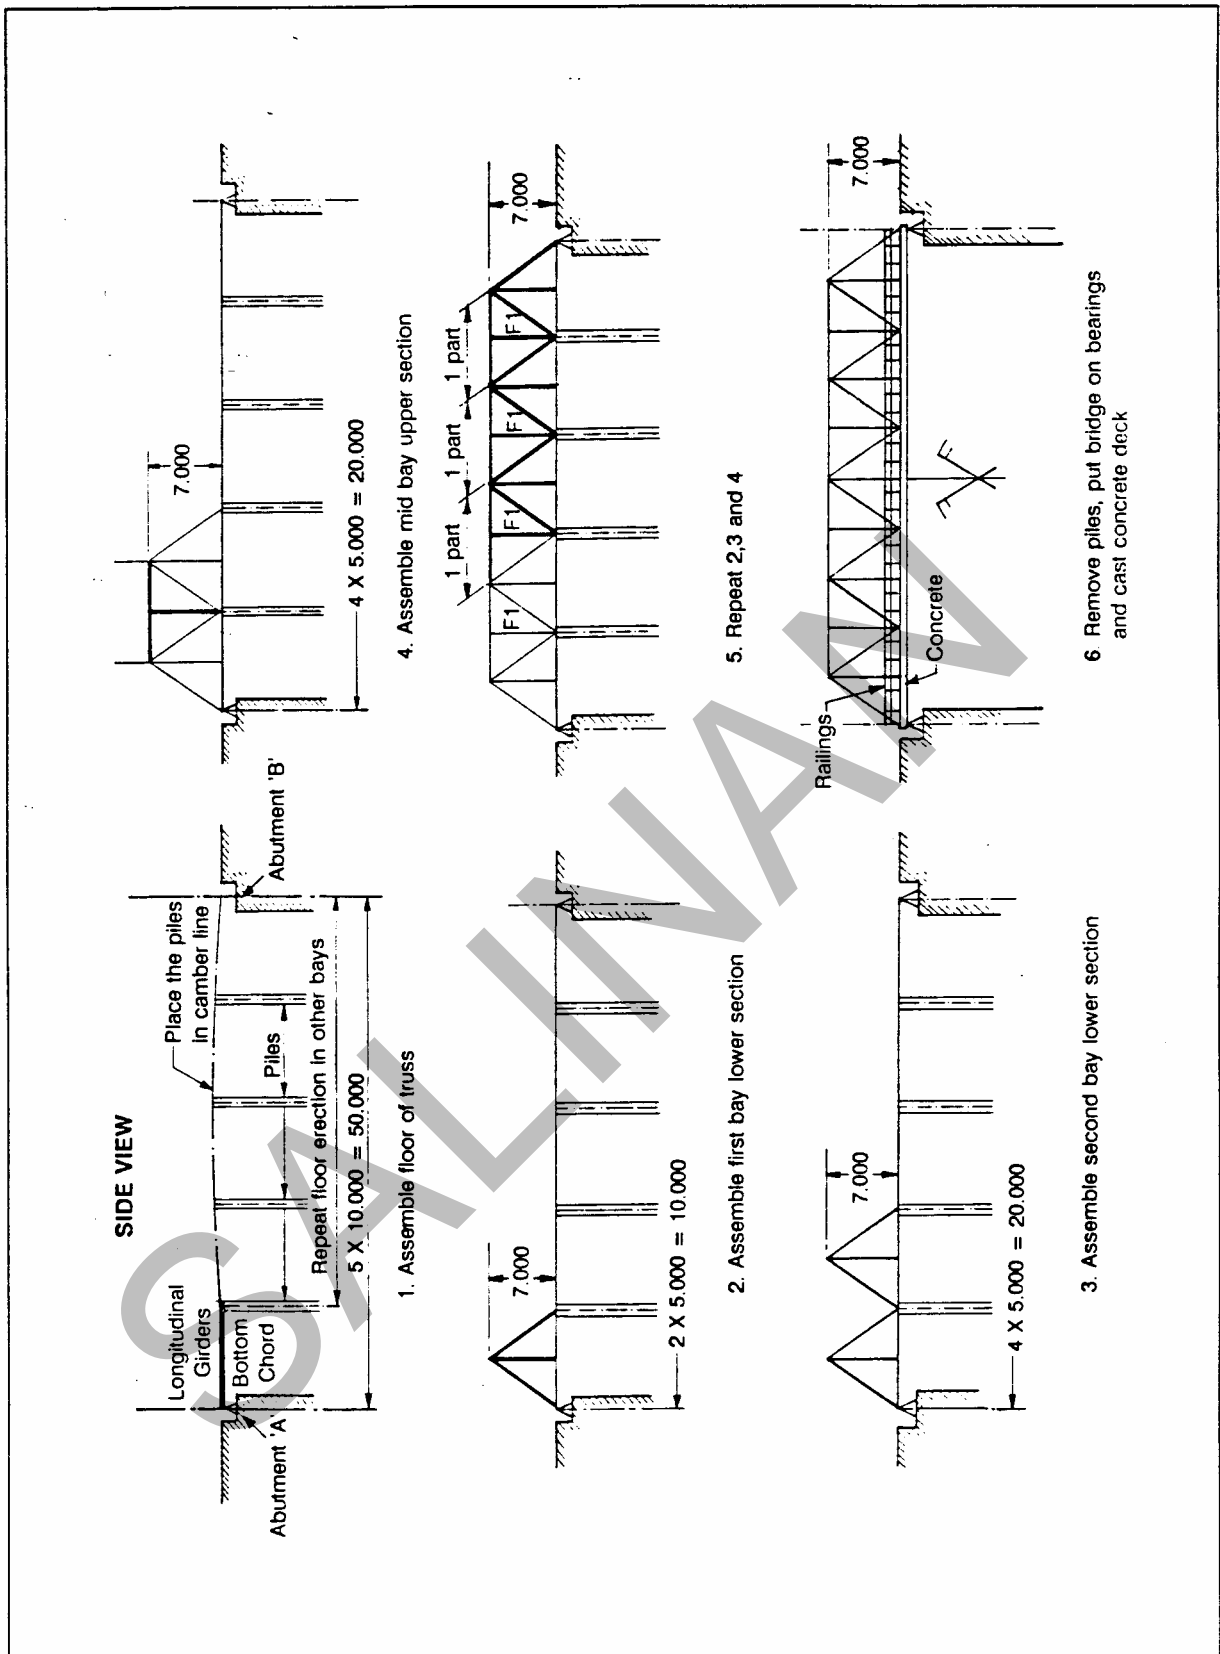 SIDE VIEW
Longitudinal
Girders
Place the piles
In camber line
Bottom
Chord
Piles
Abutment 'A'
Abutment 'B'
Repeat floor erection in other bays
5 X 10.000 = 50.000
1. Assemble floor of truss
7.000
2 X 5.000 = 10.000
2. Assemble first bay lower section
7.000
4 X 5.000 = 20.000
3. Assemble second bay lower section
7.000
4 X 5.000 = 20.000
4. Assemble mid bay upper section
1 part
1 part
1 part
7.000
F1
F1
F1
F1
5. Repeat 2,3 and 4
7.000
Railings
Concrete
F
F
6. Remove piles, put bridge on bearings
and cast concrete deck
SALINAN